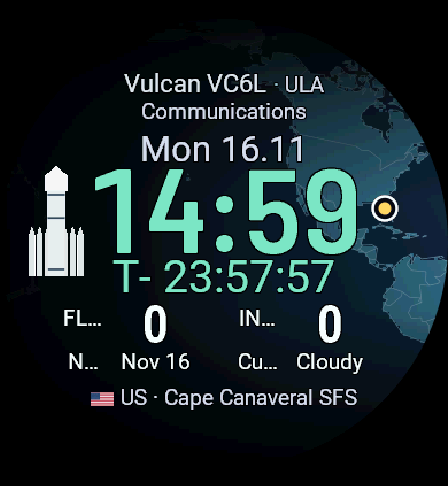 Vulcan VC6L · ULA
Communications
Mon 16.11
14:59
T- 23:57:57
FL... 0 IN... 0
N... Nov 16 Cu... Cloudy
US · Cape Canaveral SFS